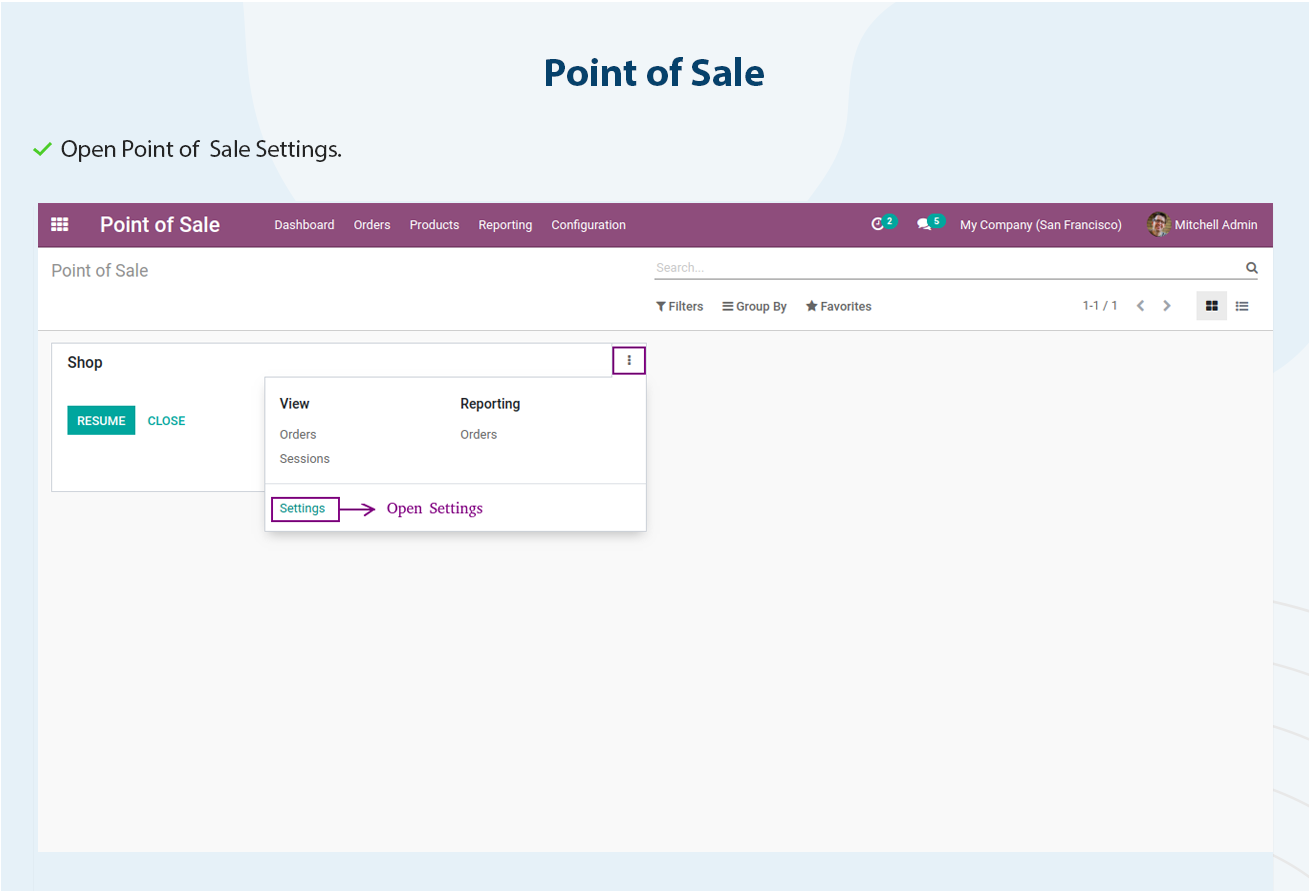 Point of Sale
Open Point of Sale Settings.
Point of Sale Dashboard Orders Products Reporting Configuration 2 5 My Company (San Francisco) Mitchell Admin
Point of Sale Search...
Filters Group By Favorites 1-1 / 1
Shop
View Reporting
RESUME CLOSE
Orders Orders
Sessions
Settings Open Settings